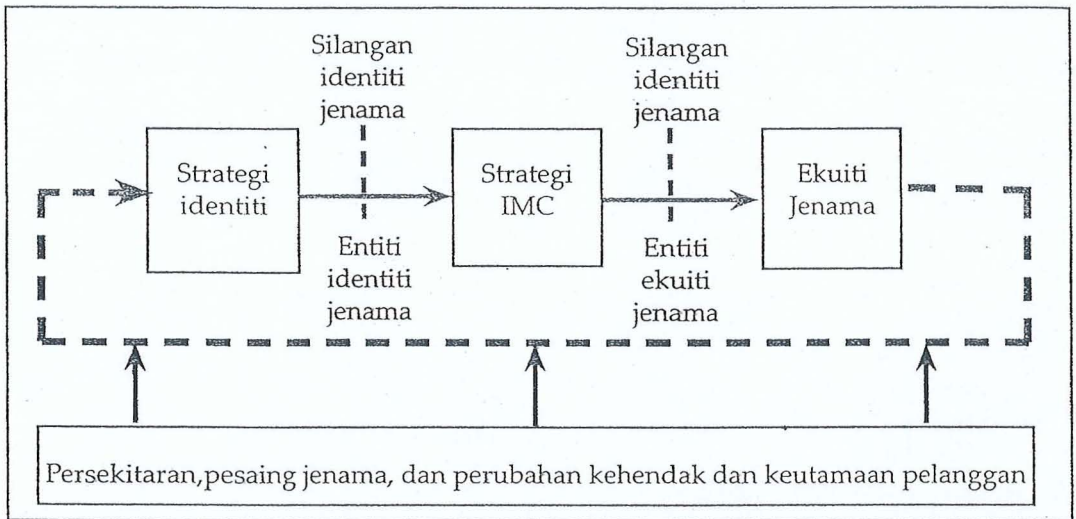 Silangan
identiti
jenama
Silangan
identiti
jenama
Strategi
identiti
Strategi
IMC
Ekuiti
Jenama
Entiti
identiti
jenama
Entiti
ekuiti
jenama
Persekitaran,pesaing jenama, dan perubahan kehendak dan keutamaan pelanggan